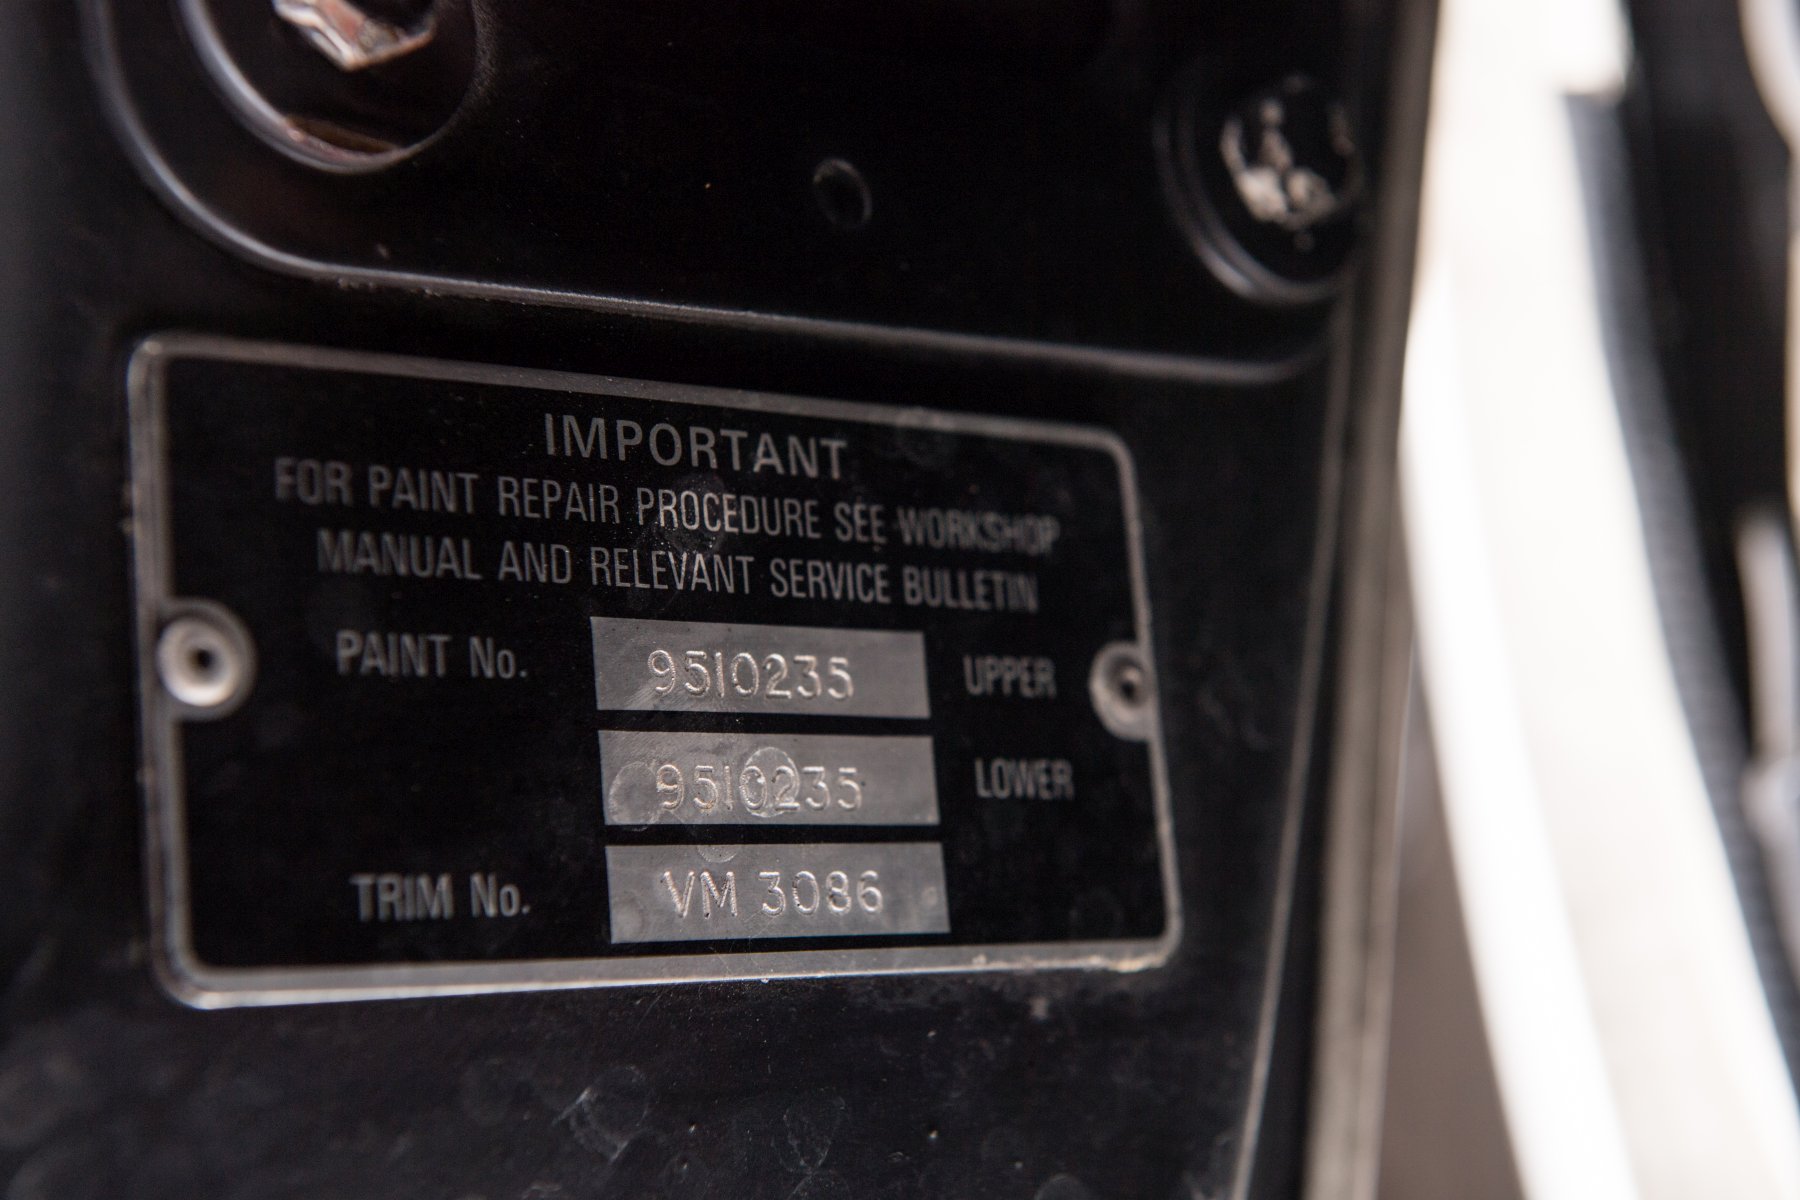 IMPORTANT
FOR PAINT REPAIR PROCEDURE SEE WORKSHOP
MANUAL AND RELEVANT SERVICE BULLETIN
PAINT No. 9510235 UPPER
9510235 LOWER
TRIM No. VM 3086